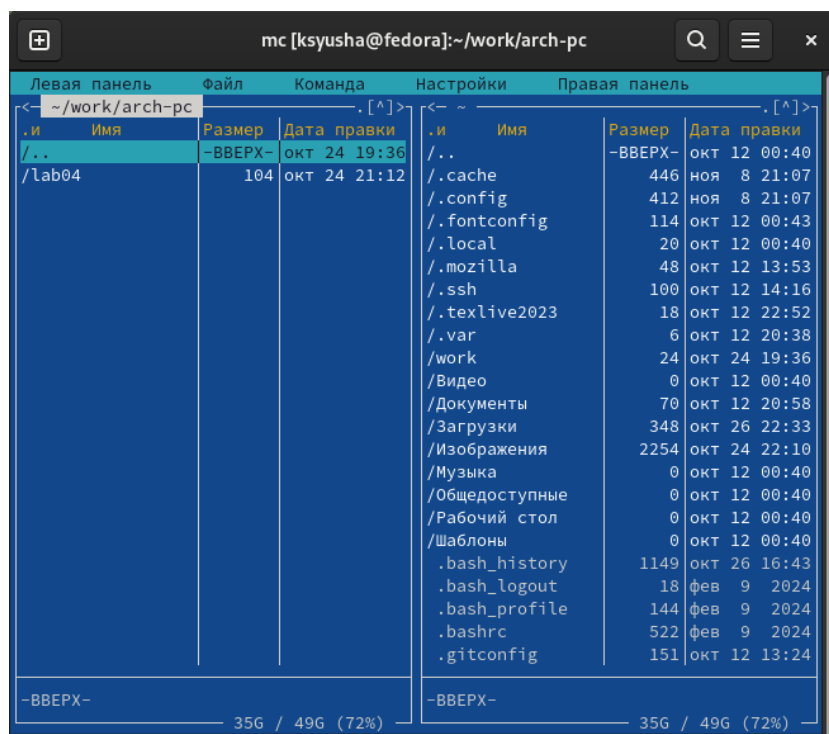 mc [ksyusha@fedora]:~/work/arch-pc
Левая панель Файл Команда Настройки Правая панель
<— ~/work/arch-pc —.[^]>
.и Имя Размер Дата правки
/.. -ВВЕРХ- окт 24 19:36
/lab04 104 окт 24 21:12
-ВВЕРХ-
35G / 49G (72%)
<— ~ —.[^]>
.и Имя Размер Дата правки
/.. -ВВЕРХ- окт 12 00:40
/.cache 446 ноя 8 21:07
/.config 412 ноя 8 21:07
/.fontconfig 114 окт 12 00:43
/.local 20 окт 12 00:40
/.mozilla 48 окт 12 13:53
/.ssh 100 окт 12 14:16
/.texlive2023 18 окт 12 22:52
/.var 6 окт 12 20:38
/work 24 окт 24 19:36
/Видео 0 окт 12 00:40
/Документы 70 окт 12 20:58
/Загрузки 348 окт 26 22:33
/Изображения 2254 окт 24 22:10
/Музыка 0 окт 12 00:40
/Общедоступные 0 окт 12 00:40
/Рабочий стол 0 окт 12 00:40
/Шаблоны 0 окт 12 00:40
.bash_history 1149 окт 26 16:43
.bash_logout 18 фев 9 2024
.bash_profile 144 фев 9 2024
.bashrc 522 фев 9 2024
.gitconfig 151 окт 12 13:24
-ВВЕРХ-
35G / 49G (72%)